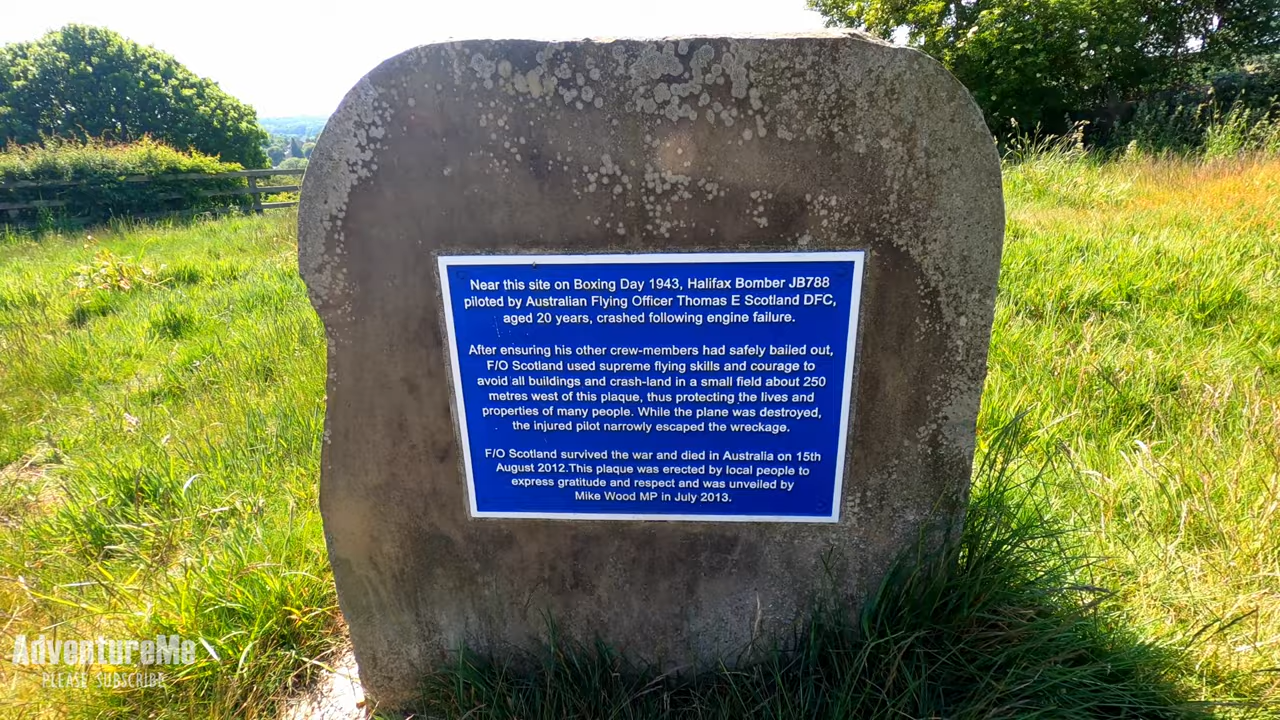 Near this site on Boxing Day 1943, Halifax Bomber JB788
piloted by Australian Flying Officer Thomas E Scotland DFC,
aged 20 years, crashed following engine failure.
After ensuring his other crew-members had safely bailed out,
F/O Scotland used supreme flying skills and courage to
avoid all buildings and crash-land in a small field about 250
metres west of this plaque, thus protecting the lives and
properties of many people. While the plane was destroyed,
the injured pilot narrowly escaped the wreckage.
F/O Scotland survived the war and died in Australia on 15th
August 2012.This plaque was erected by local people to
express gratitude and respect and was unveiled by
Mike Wood MP in July 2013.
AdventureMe
PLEASE SUBSCRIBE